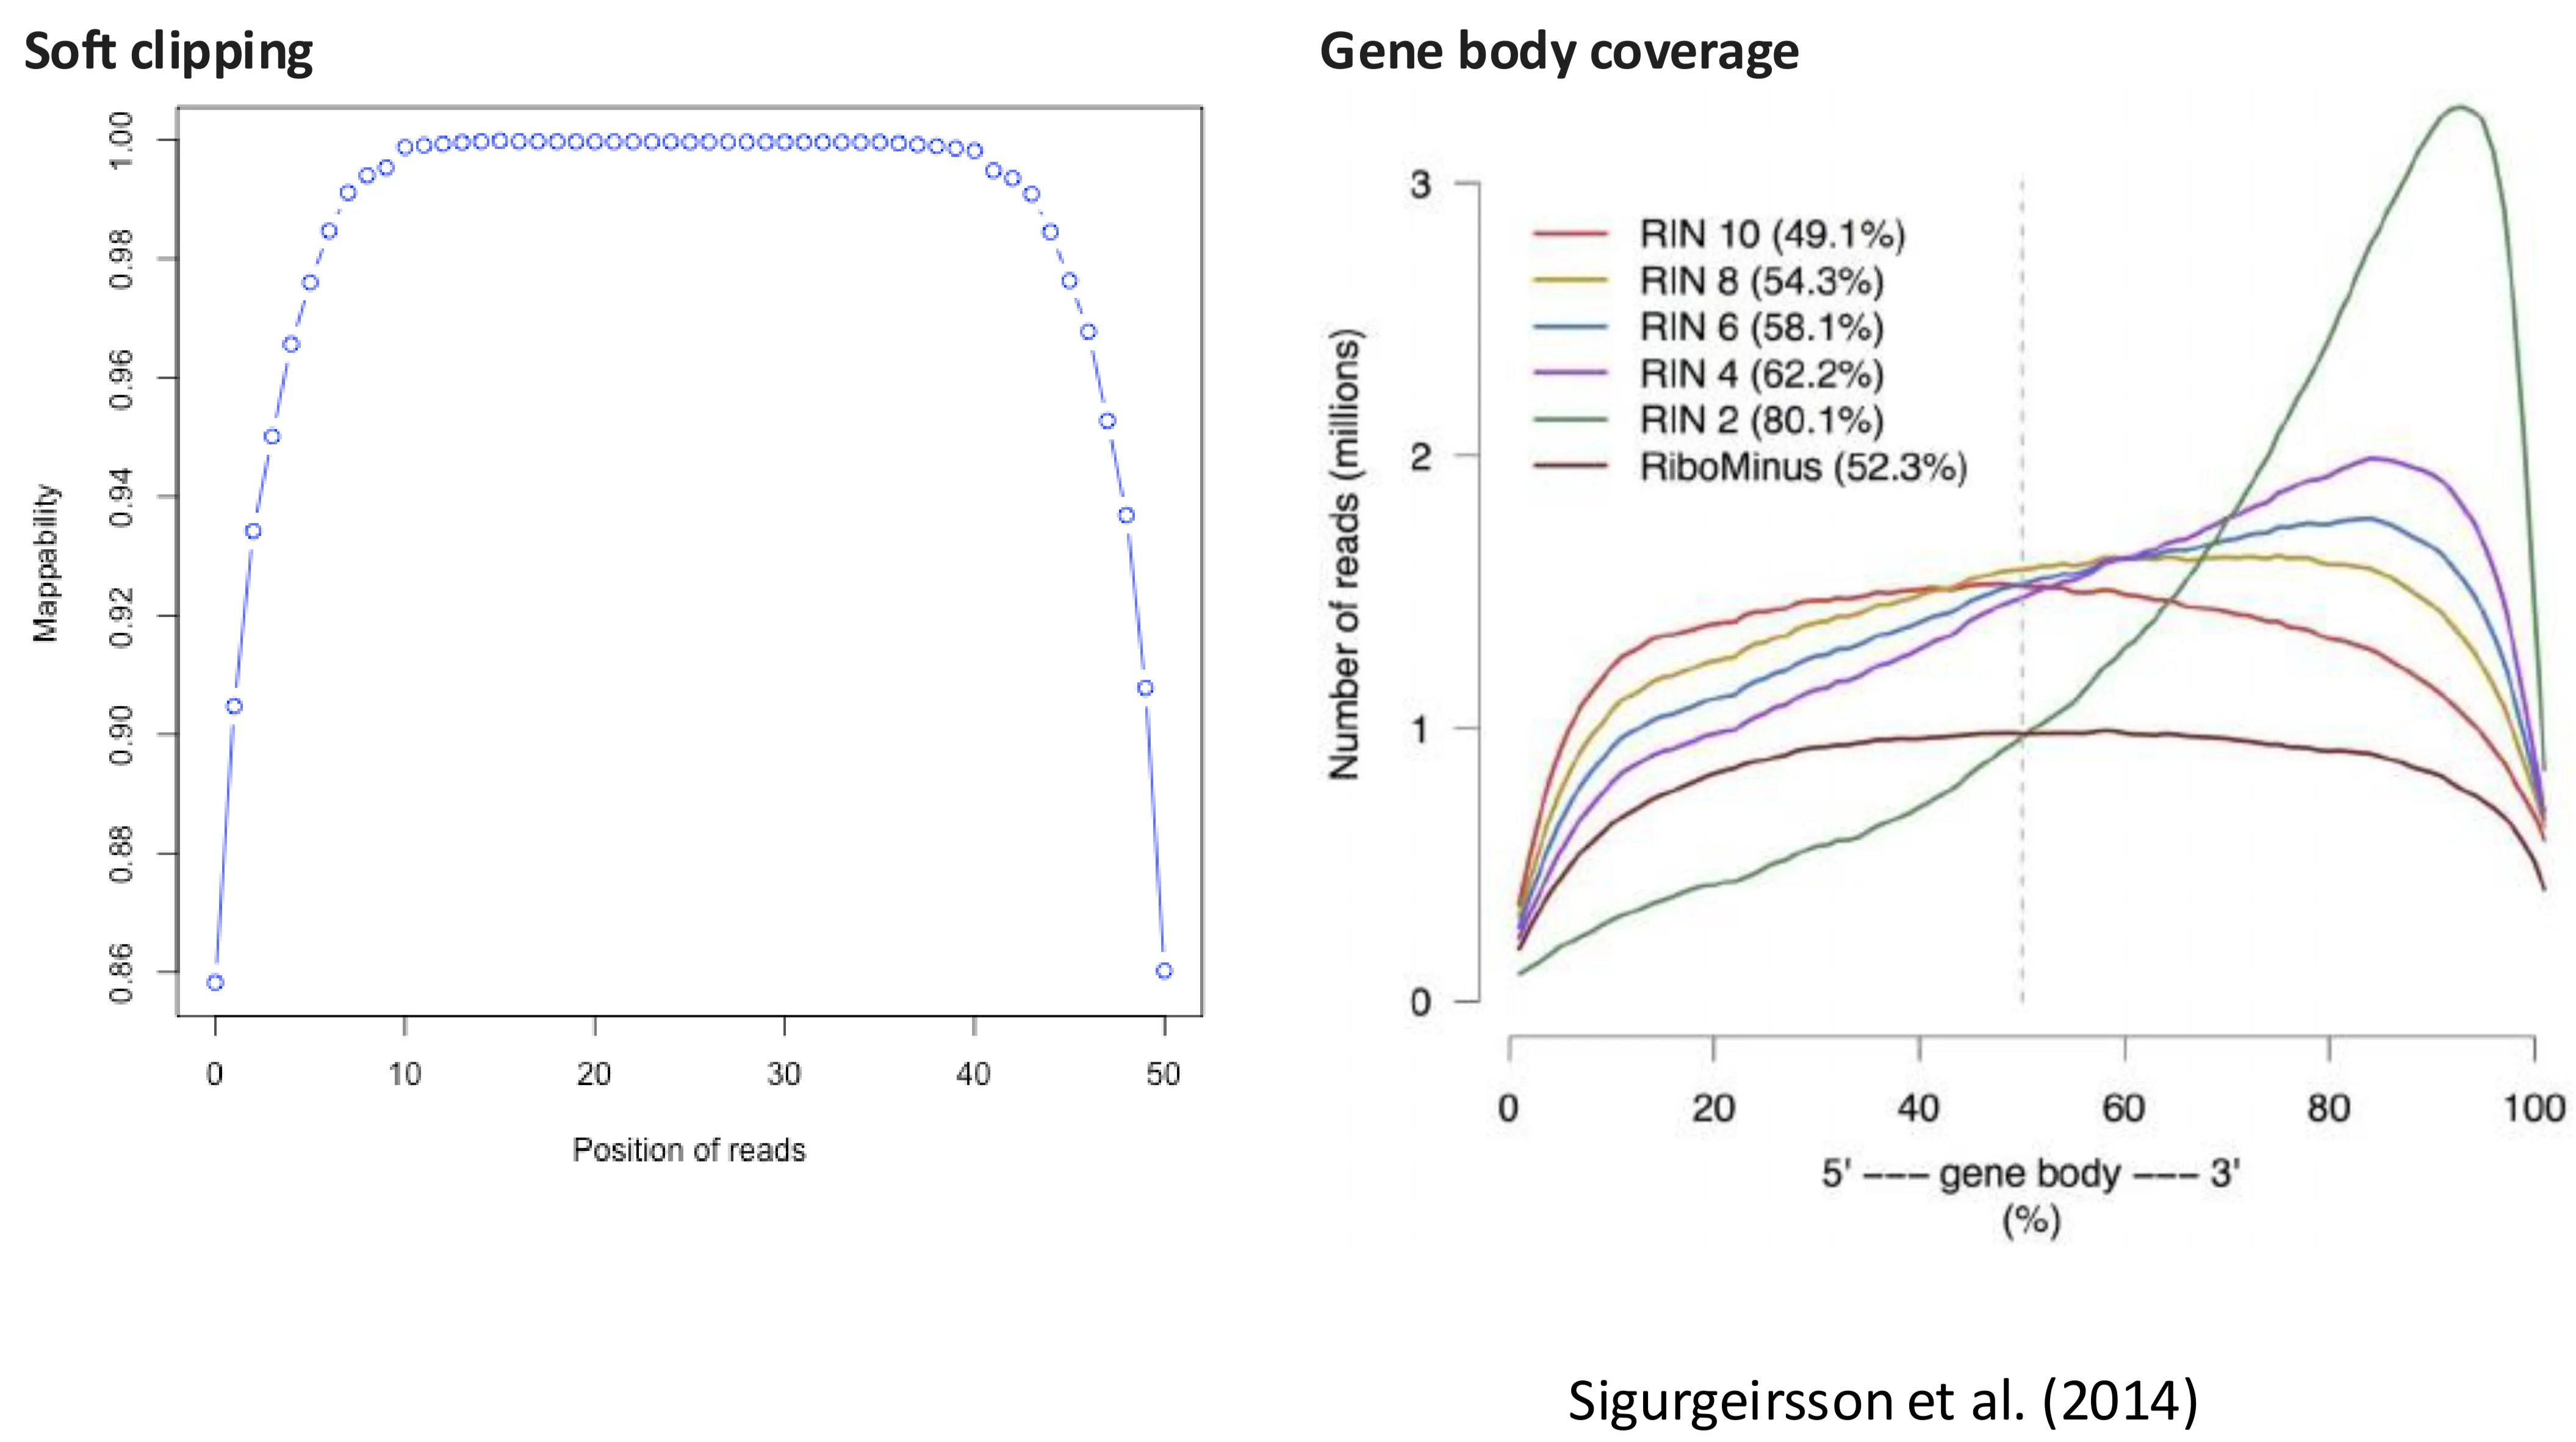 Soft clipping
Mappability
1.00
0.98
0.96
0.94
0.92
0.90
0.88
0.86
0
10
20
30
40
50
Position of reads
Gene body coverage
Number of reads (millions)
3
2
1
0
RIN 10 (49.1%)
RIN 8 (54.3%)
RIN 6 (58.1%)
RIN 4 (62.2%)
RIN 2 (80.1%)
RiboMinus (52.3%)
0
20
40
60
80
100
5' --- gene body --- 3'
(%)
Sigurgeirsson et al. (2014)